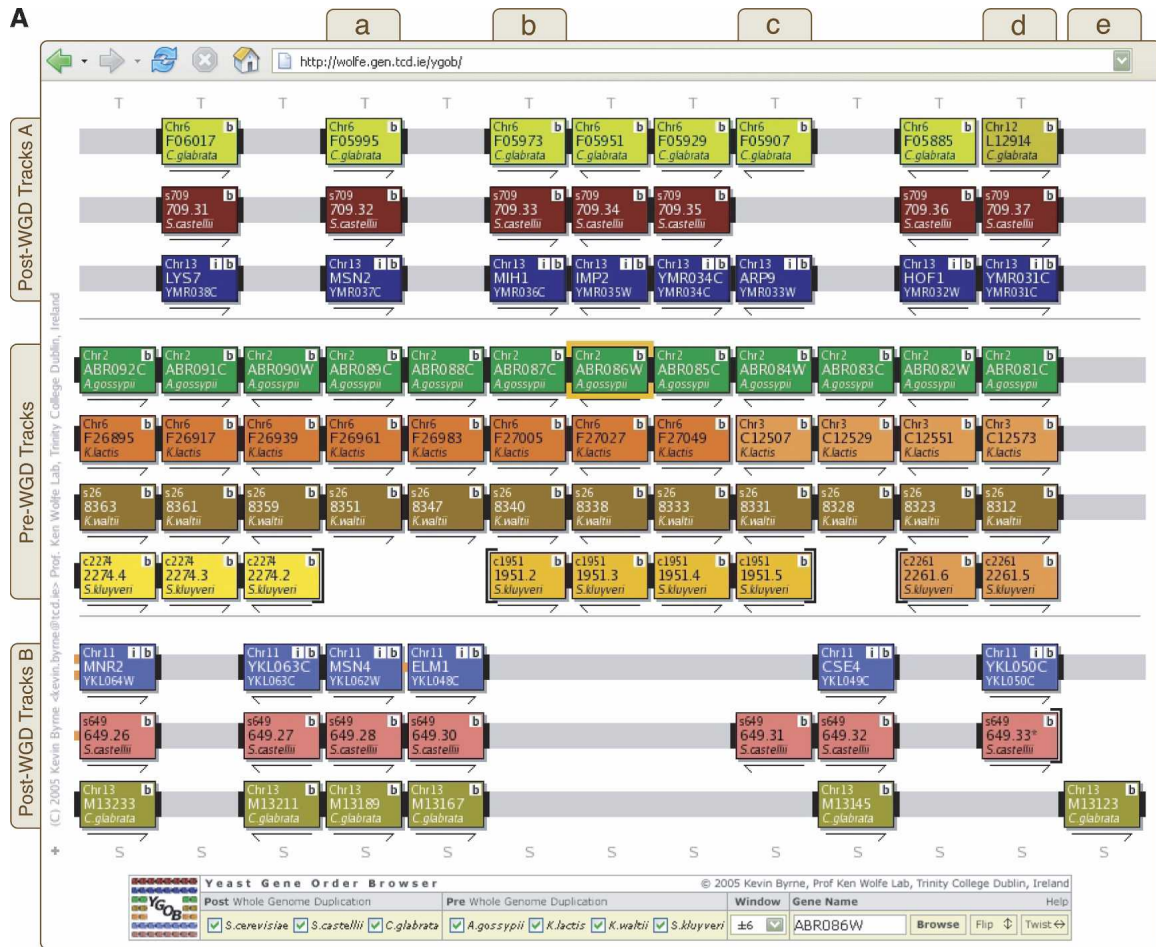 A
a b c d e
http://wolfe.gen.tcd.ie/ygob/
T T T T T T T T T T T T
Post-WGD Tracks A
Chr6 b Chr6 b Chr6 b Chr6 b Chr6 b Chr6 b Chr6 b Chr12 b
F06017 F05995 F05973 F05951 F05929 F05907 F05885 L12914
C.glabrata C.glabrata C.glabrata C.glabrata C.glabrata C.glabrata C.glabrata C.glabrata
s709 b s709 b s709 b s709 b s709 b s709 b s709 b
709.31 709.32 709.33 709.34 709.35 709.36 709.37
S.castellii S.castellii S.castellii S.castellii S.castellii S.castellii S.castellii
Chr13 i b Chr13 i b Chr13 i b Chr13 i b Chr13 i b Chr13 i b Chr13 i b Chr13 i b
LYS7 MSN2 MIH1 IMP2 YMR034C ARP9 HOF1 YMR031C
YMR038C YMR037C YMR036C YMR035W YMR034C YMR033W YMR032W YMR031C
Pre-WGD Tracks
Chr2 b Chr2 b Chr2 b Chr2 b Chr2 b Chr2 b Chr2 b Chr2 b Chr2 b Chr2 b Chr2 b Chr2 b
ABR092C ABR091C ABR090W ABR089C ABR088C ABR087C ABR086W ABR085C ABR084W ABR083C ABR082W ABR081C
A.gossypii A.gossypii A.gossypii A.gossypii A.gossypii A.gossypii A.gossypii A.gossypii A.gossypii A.gossypii A.gossypii A.gossypii
Chr6 b Chr6 b Chr6 b Chr6 b Chr6 b Chr6 b Chr6 b Chr6 b Chr3 b Chr3 b Chr3 b Chr3 b
F26895 F26917 F26939 F26961 F26983 F27005 F27027 F27049 C12507 C12529 C12551 C12573
K.lactis K.lactis K.lactis K.lactis K.lactis K.lactis K.lactis K.lactis K.lactis K.lactis K.lactis K.lactis
s26 b s26 b s26 b s26 b s26 b s26 b s26 b s26 b s26 b s26 b s26 b s26 b
8363 8361 8359 8351 8347 8340 8338 8333 8331 8328 8323 8312
K.waltii K.waltii K.waltii K.waltii K.waltii K.waltii K.waltii K.waltii K.waltii K.waltii K.waltii K.waltii
c2274 b c2274 b c2274 b c1951 b c1951 b c1951 b c1951 b c2261 b c2261 b
2274.4 2274.3 2274.2 1951.2 1951.3 1951.4 1951.5 2261.6 2261.5
S.kluyveri S.kluyveri S.kluyveri S.kluyveri S.kluyveri S.kluyveri S.kluyveri S.kluyveri S.kluyveri
Post-WGD Tracks B
Chr11 i b Chr11 i b Chr11 i b Chr11 i b Chr11 i b Chr11 i b
MNR2 YKL063C MSN4 ELM1 CSE4 YKL050C
YKL064W YKL063C YKL062W YKL048C YKL049C YKL050C
s649 b s649 b s649 b s649 b s649 b s649 b s649 b
649.26 649.27 649.28 649.30 649.31 649.32 649.33*
S.castellii S.castellii S.castellii S.castellii S.castellii S.castellii S.castellii
Chr13 b Chr13 b Chr13 b Chr13 b Chr13 b Chr13 b
M13233 M13211 M13189 M13167 M13145 M13123
C.glabrata C.glabrata C.glabrata C.glabrata C.glabrata C.glabrata
S S S S S S S S S S S S S
(C) 2005 Kevin Byrne <kevin.byrne@tcd.ie> Prof. Ken Wolfe Lab, Trinity College Dublin, Ireland
YGOB
Yeast Gene Order Browser © 2005 Kevin Byrne, Prof Ken Wolfe Lab, Trinity College Dublin, Ireland
Post Whole Genome Duplication Pre Whole Genome Duplication Window Gene Name Help
S.cerevisiae S.castellii C.glabrata A.gossypii K.lactis K.waltii S.kluyveri ±6 ABR086W Browse Flip Twist